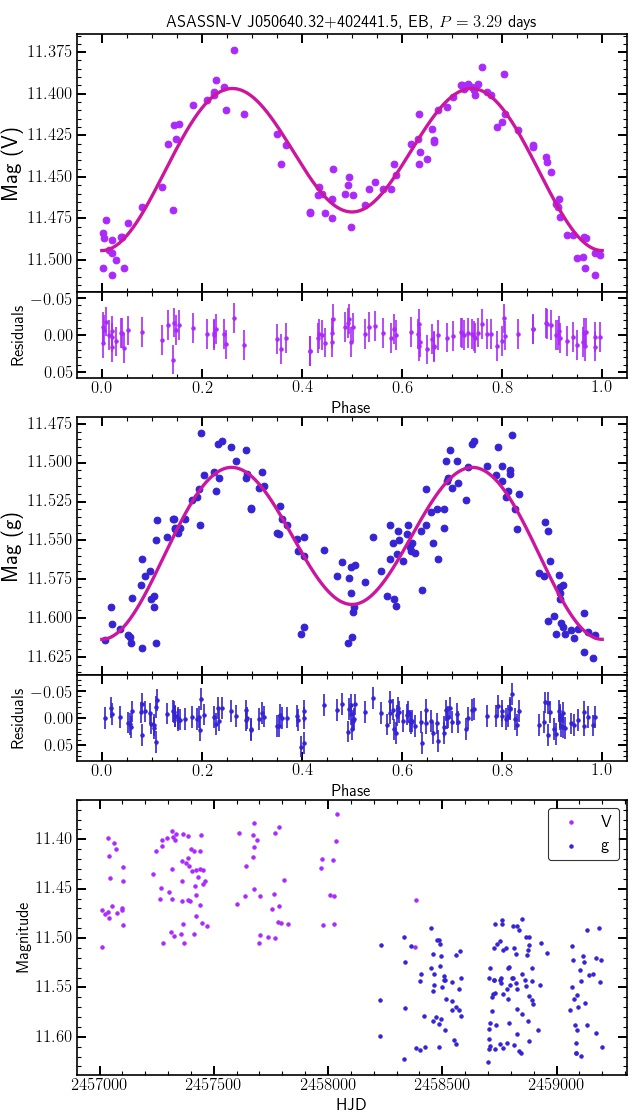 ASASSN-V J050640.32+402441.5, EB, P = 3.29 days
Mag (V)
11.375
11.400
11.425
11.450
11.475
11.500
Residuals
−0.05
0.00
0.05
0.0 0.2 0.4 0.6 0.8 1.0
Phase
Mag (g)
11.475
11.500
11.525
11.550
11.575
11.600
11.625
Residuals
−0.05
0.00
0.05
0.0 0.2 0.4 0.6 0.8 1.0
Phase
V
g
Magnitude
11.40
11.45
11.50
11.55
11.60
2457000 2457500 2458000 2458500 2459000
HJD